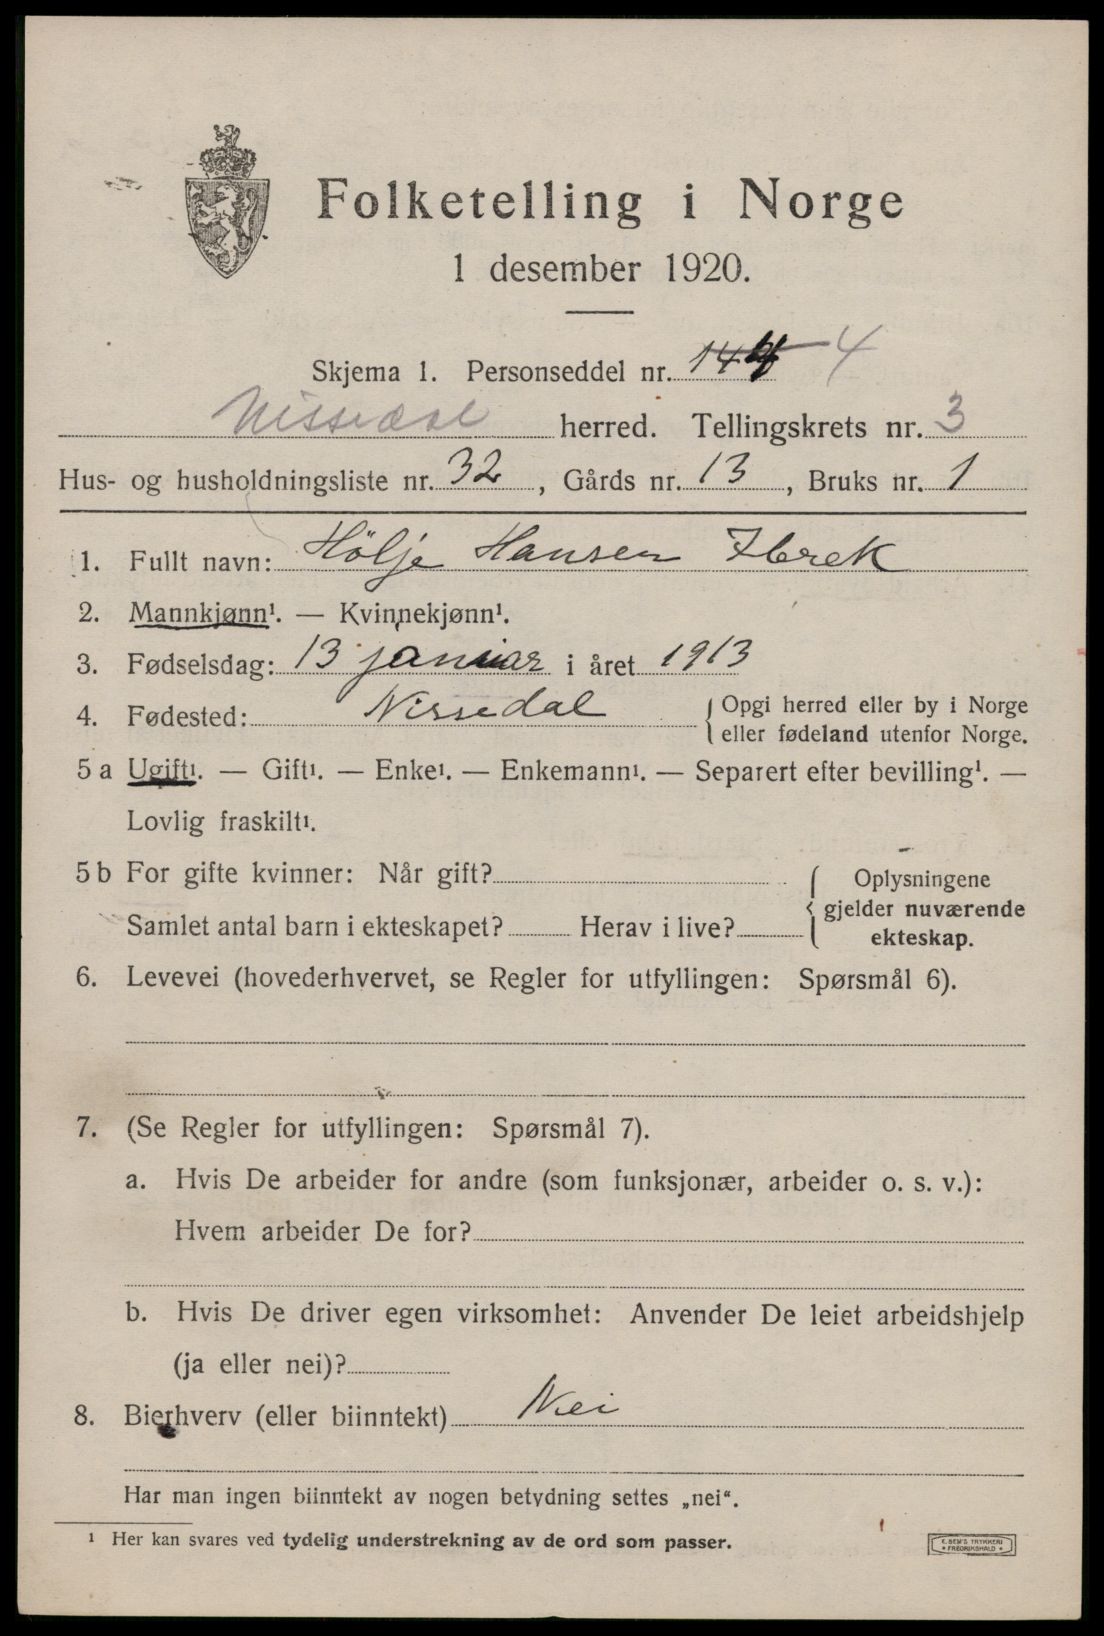 Folketelling i Norge
1 desember 1920.
Skjema 1. Personseddel nr. 144 4
Nissedal herred. Tellingskrets nr. 3
Hus- og husholdningsliste nr. 32, Gårds nr. 13, Bruks nr. 1
1. Fullt navn: Hölje Hansen
2. Mannkjønn¹. — Kvinnekjønn¹.
3. Fødselsdag: 13 januar i året 1913
4. Fødested: Nissedal { Opgi herred eller by i Norge
eller fødeland utenfor Norge.
5 a Ugift¹. — Gift¹. — Enke¹. — Enkemann¹. — Separert efter bevilling¹. —
Lovlig fraskilt¹.
5 b For gifte kvinner: Når gift? { Oplysningene
gjelder nuværende
Samlet antal barn i ekteskapet? Herav i live?
ekteskap.
6. Levevei (hovederhvervet, se Regler for utfyllingen: Spørsmål 6).
7. (Se Regler for utfyllingen: Spørsmål 7).
a. Hvis De arbeider for andre (som funksjonær, arbeider o. s. v.):
Hvem arbeider De for?
b. Hvis De driver egen virksomhet: Anvender De leiet arbeidshjelp
(ja eller nei)?
8. Bierhverv (eller biinntekt) Nei
Har man ingen biinntekt av nogen betydning settes „nei“.
¹ Her kan svares ved tydelig understrekning av de ord som passer.
E. SEM'S TRYKKERI
• FREDRIKSHALD •